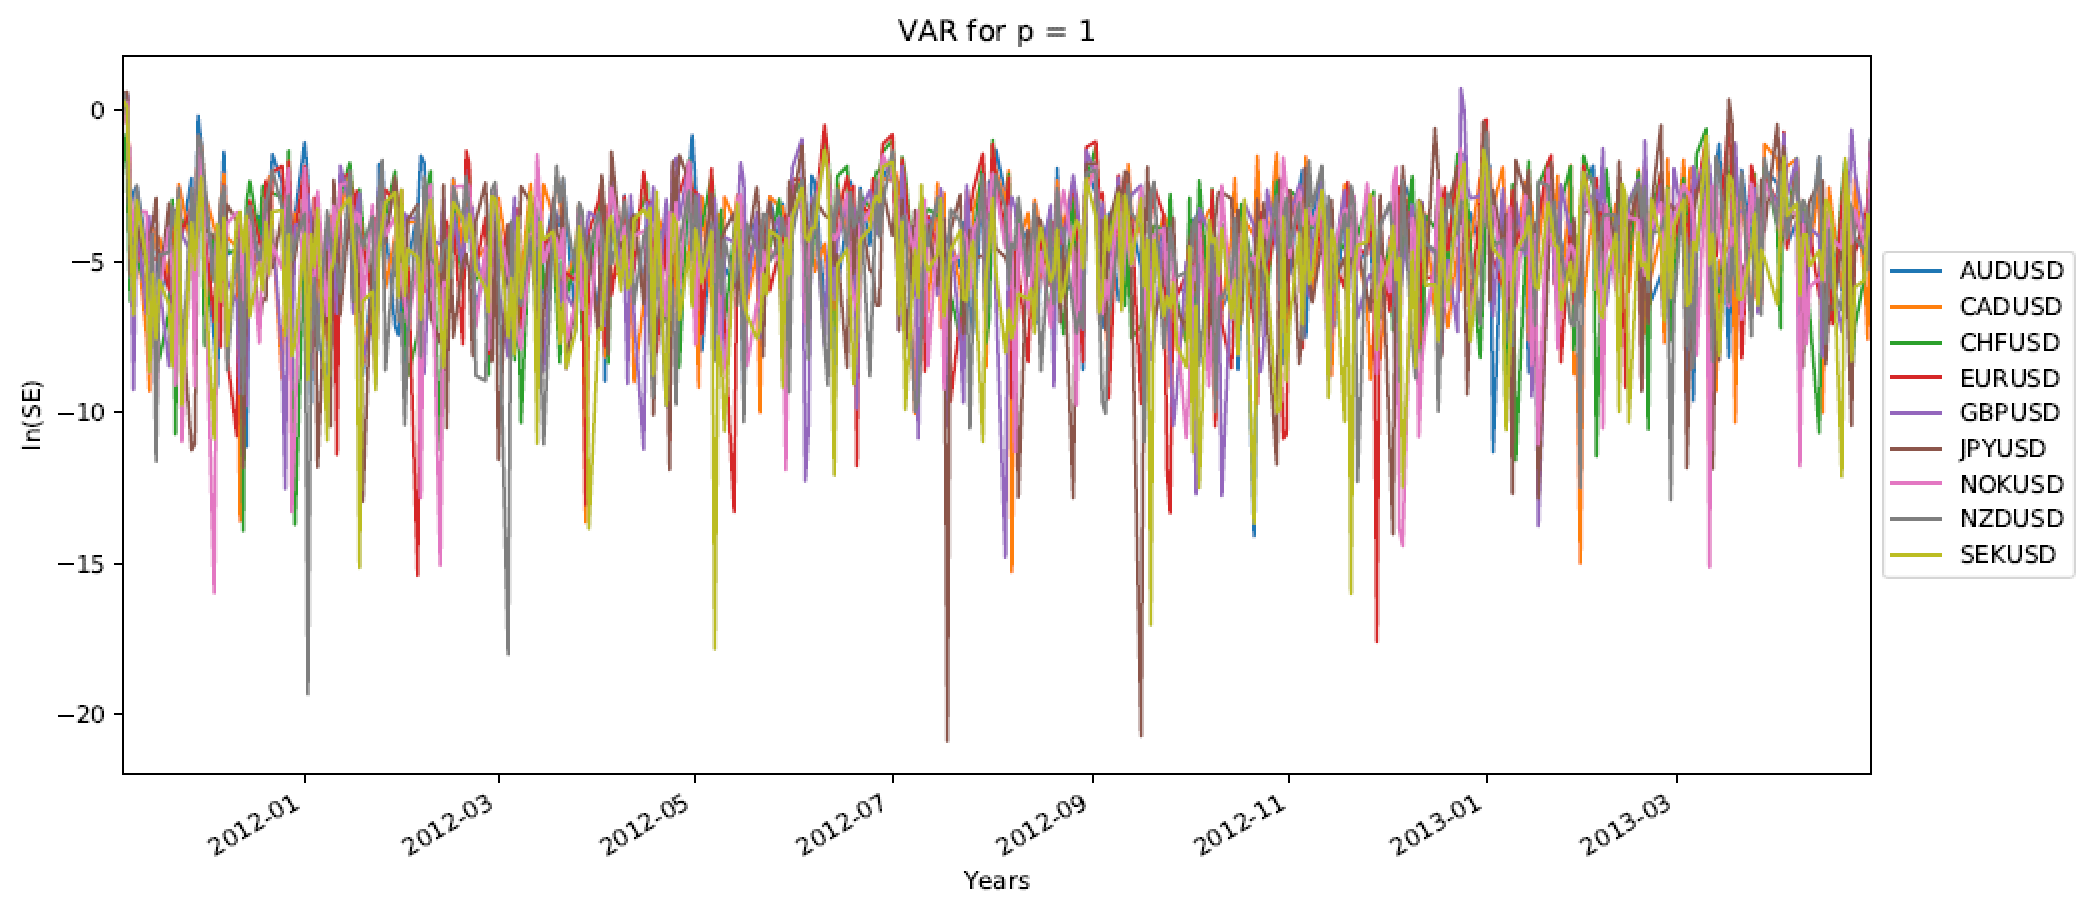 VAR for p = 1
ln(SE)
0
−5
−10
−15
−20
2012-01
2012-03
2012-05
2012-07
2012-09
2012-11
2013-01
2013-03
Years
AUDUSD
CADUSD
CHFUSD
EURUSD
GBPUSD
JPYUSD
NOKUSD
NZDUSD
SEKUSD